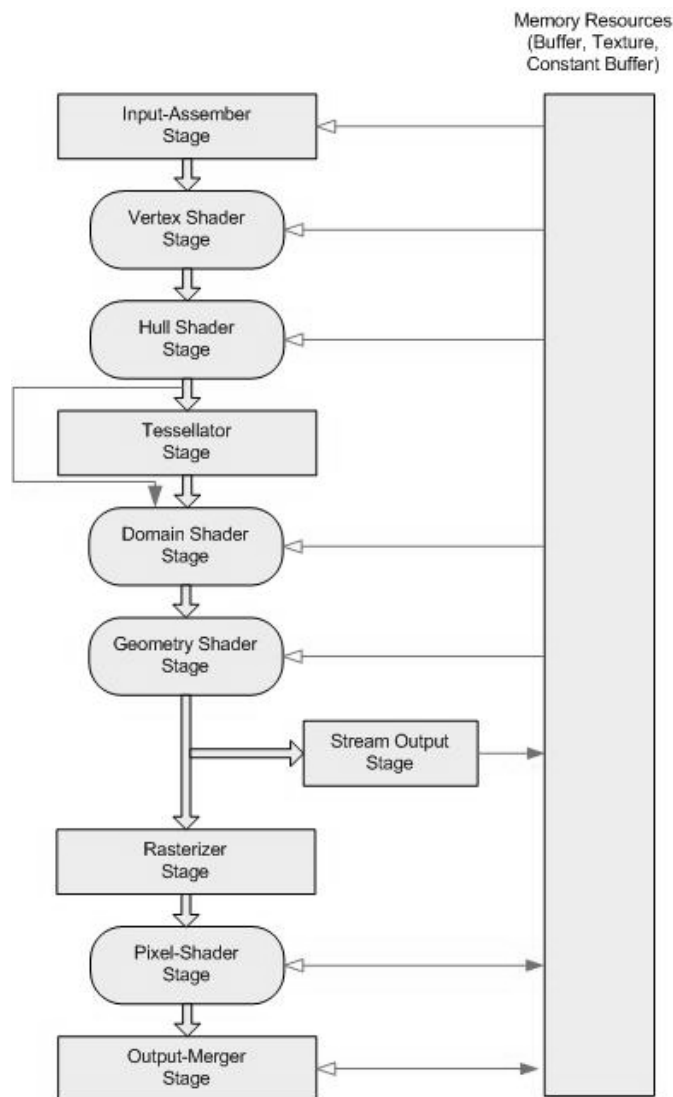 Memory Resources
(Buffer, Texture,
Constant Buffer)
Input-Assember
Stage
Vertex Shader
Stage
Hull Shader
Stage
Tessellator
Stage
Domain Shader
Stage
Geometry Shader
Stage
Stream Output
Stage
Rasterizer
Stage
Pixel-Shader
Stage
Output-Merger
Stage